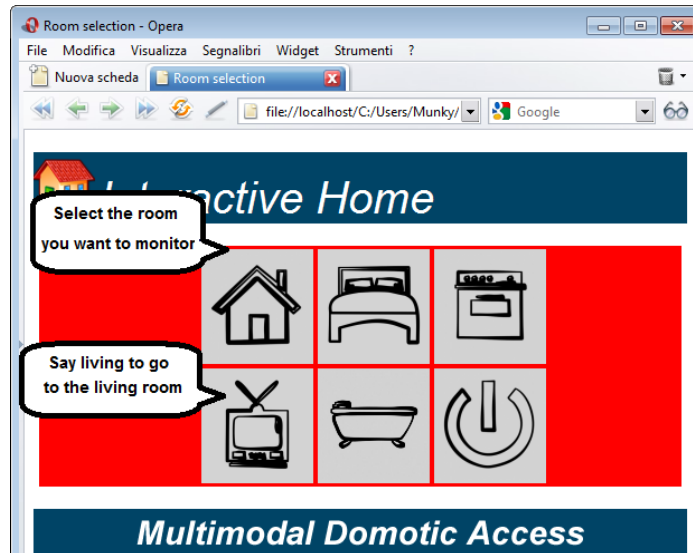 Room selection - Opera
File Modifica Visualizza Segnalibri Widget Strumenti ?
Nuova scheda Room selection
file://localhost/C:/Users/Munky/ Google
Interactive Home
Select the room
you want to monitor
Say living to go
to the living room
Multimodal Domotic Access